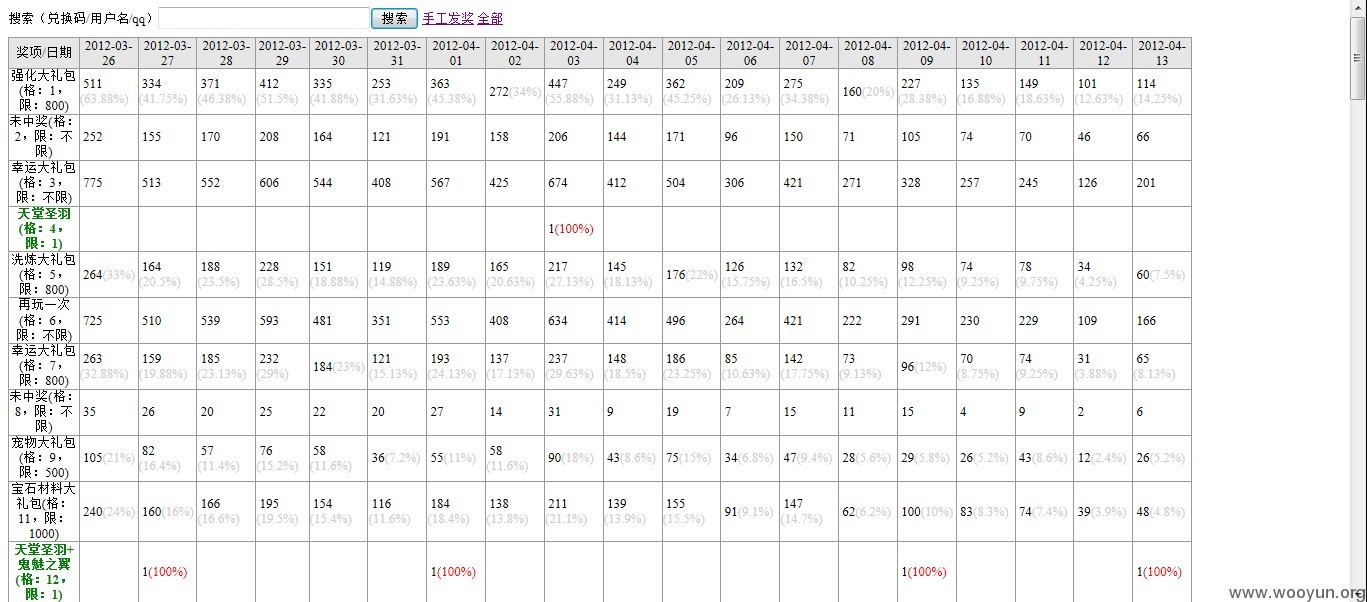 搜索（兑换码/用户名/qq） 搜索 手工发奖 全部
奖项/日期 2012-03-26 2012-03-27 2012-03-28 2012-03-29 2012-03-30 2012-03-31 2012-04-01 2012-04-02 2012-04-03 2012-04-04 2012-04-05 2012-04-06 2012-04-07 2012-04-08 2012-04-09 2012-04-10 2012-04-11 2012-04-12 2012-04-13
强化大礼包(格：1，限：800) 511(63.88%) 334(41.75%) 371(46.38%) 412(51.5%) 335(41.88%) 253(31.63%) 363(45.38%) 272(34%) 447(55.88%) 249(31.13%) 362(45.25%) 209(26.13%) 275(34.38%) 160(20%) 227(28.38%) 135(16.88%) 149(18.63%) 101(12.63%) 114(14.25%)
未中奖(格：2，限：不限) 252 155 170 208 164 121 191 158 206 144 171 96 150 71 105 74 70 46 66
幸运大礼包(格：3，限：不限) 775 513 552 606 544 408 567 425 674 412 504 306 421 271 328 257 245 126 201
天堂圣羽(格：4，限：1) 1(100%)
洗炼大礼包(格：5，限：800) 264(33%) 164(20.5%) 188(23.5%) 228(28.5%) 151(18.88%) 119(14.88%) 189(23.63%) 165(20.63%) 217(27.13%) 145(18.13%) 176(22%) 126(15.75%) 132(16.5%) 82(10.25%) 98(12.25%) 74(9.25%) 78(9.75%) 34(4.25%) 60(7.5%)
再玩一次(格：6，限：不限) 725 510 539 593 481 351 553 408 634 414 496 264 421 222 291 230 229 109 166
幸运大礼包(格：7，限：800) 263(32.88%) 159(19.88%) 185(23.13%) 232(29%) 184(23%) 121(15.13%) 193(24.13%) 137(17.13%) 237(29.63%) 148(18.5%) 186(23.25%) 85(10.63%) 142(17.75%) 73(9.13%) 96(12%) 70(8.75%) 74(9.25%) 31(3.88%) 65(8.13%)
未中奖(格：8，限：不限) 35 26 20 25 22 20 27 14 31 9 19 7 15 11 15 4 9 2 6
宠物大礼包(格：9，限：500) 105(21%) 82(16.4%) 57(11.4%) 76(15.2%) 58(11.6%) 36(7.2%) 55(11%) 58(11.6%) 90(18%) 43(8.6%) 75(15%) 34(6.8%) 47(9.4%) 28(5.6%) 29(5.8%) 26(5.2%) 43(8.6%) 12(2.4%) 26(5.2%)
宝石材料大礼包(格：11，限：1000) 240(24%) 160(16%) 166(16.6%) 195(19.5%) 154(15.4%) 116(11.6%) 184(18.4%) 138(13.8%) 211(21.1%) 139(13.9%) 155(15.5%) 91(9.1%) 147(14.7%) 62(6.2%) 100(10%) 83(8.3%) 74(7.4%) 39(3.9%) 48(4.8%)
天堂圣羽+鬼魅之翼(格：12，限：1) 1(100%) 1(100%) 1(100%) 1(100%)
www.wooyun.org